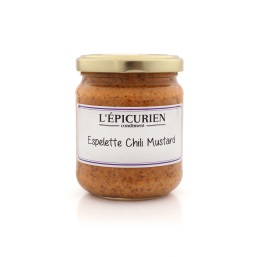 L'ÉPICURIEN
condiment
Espelette Chili Mustard